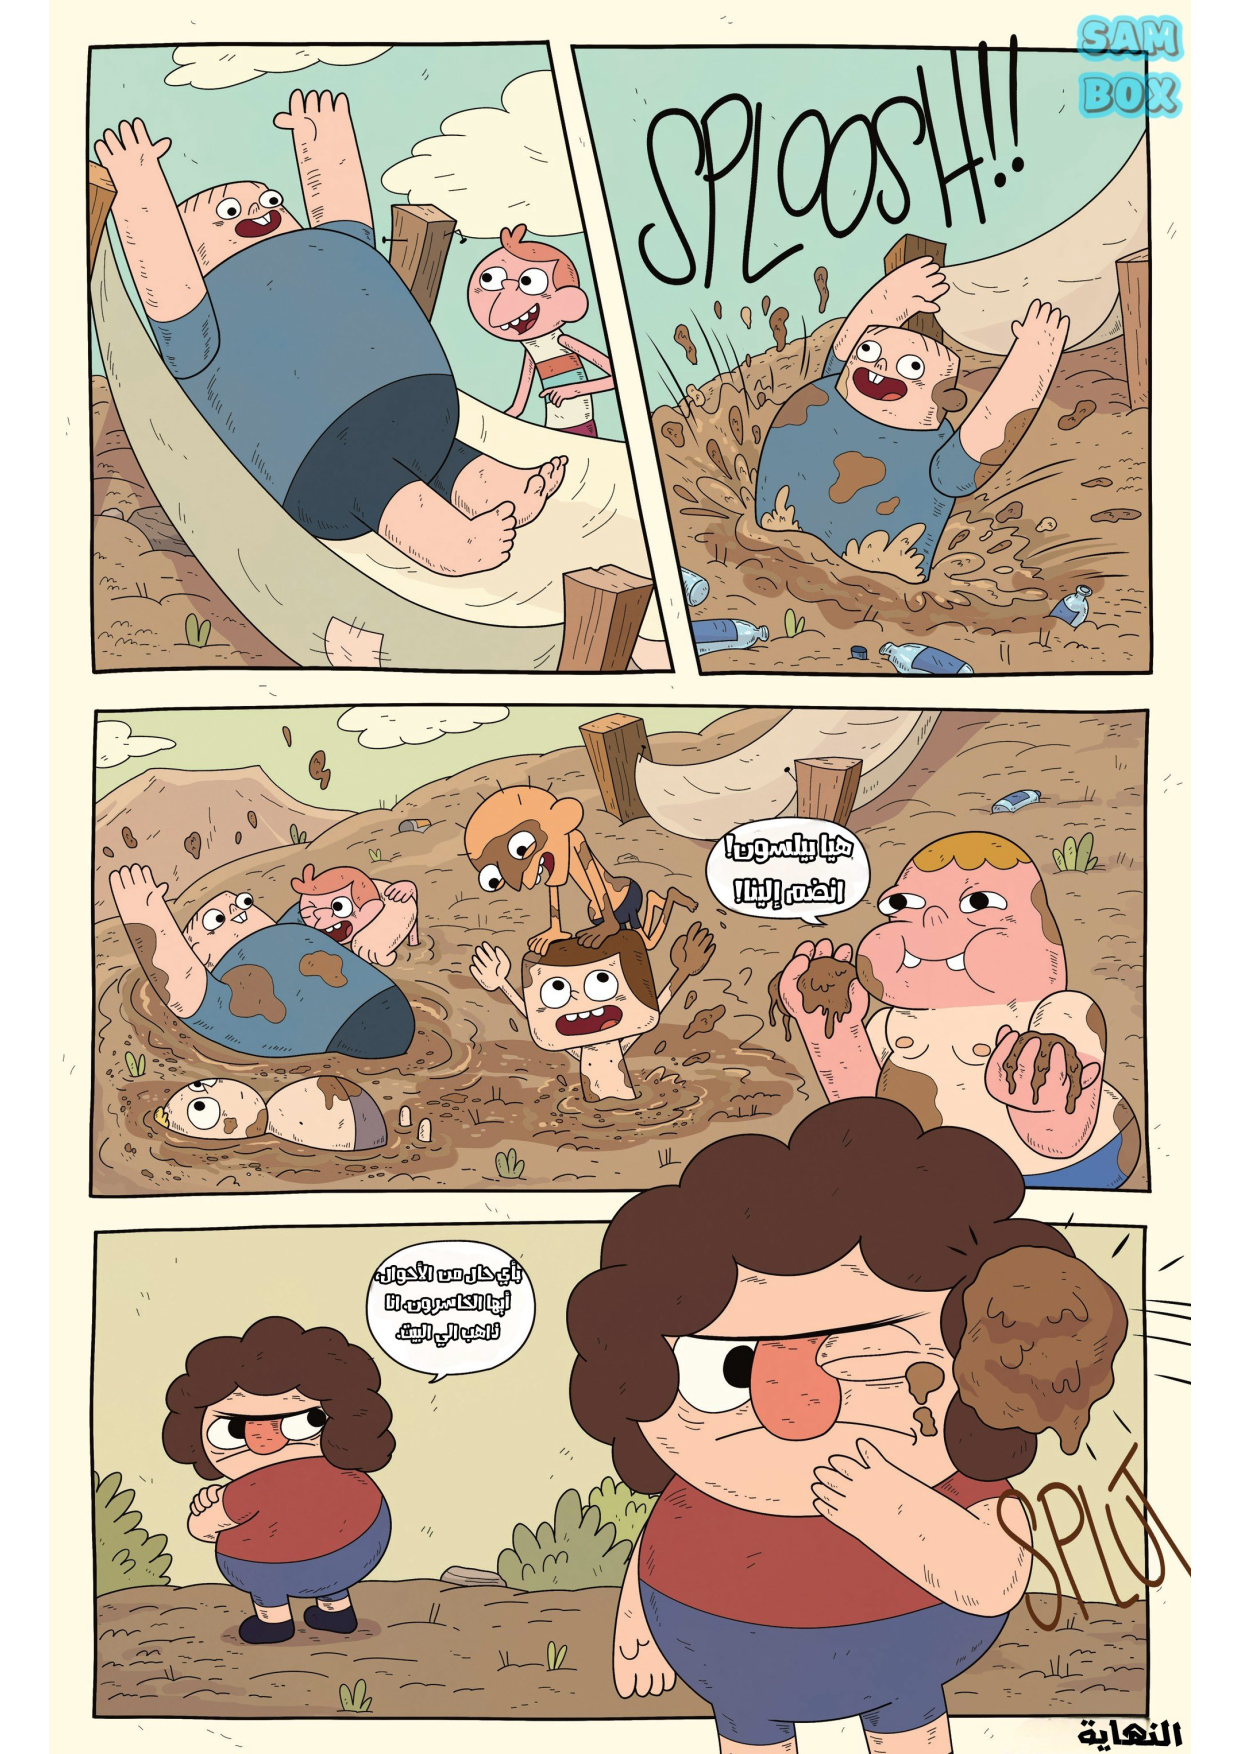 SAM
BOX
SPLOOSH!!
هيا بيلسون!
انضم إلينا!
بأي حال من الأحوال،
أيها الخاسرون. انا
ذاهب الي البيت.
SPLUT
النهاية